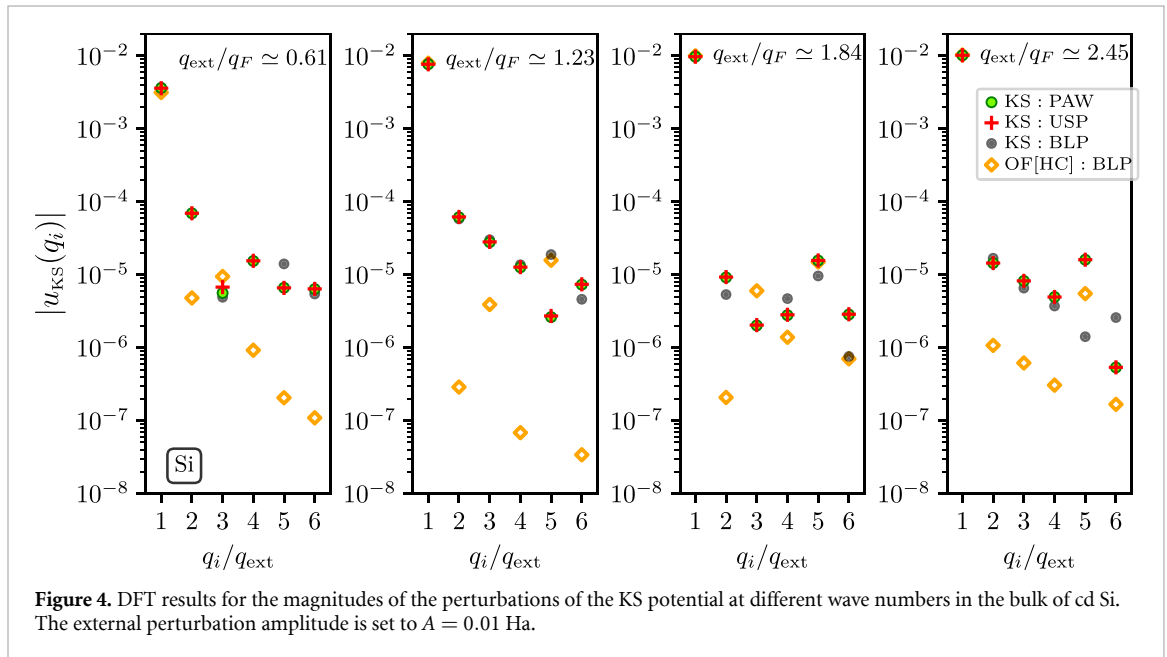 q_ext/q_F ≃ 0.61 q_ext/q_F ≃ 1.23 q_ext/q_F ≃ 1.84 q_ext/q_F ≃ 2.45
KS : PAW
KS : USP
KS : BLP
OF[HC] : BLP
|u_KS(q_i)|
10^−2 10^−2 10^−2 10^−2
10^−3 10^−3 10^−3 10^−3
10^−4 10^−4 10^−4 10^−4
10^−5 10^−5 10^−5 10^−5
10^−6 10^−6 10^−6 10^−6
10^−7 10^−7 10^−7 10^−7
10^−8 10^−8 10^−8 10^−8
Si
1 2 3 4 5 6 1 2 3 4 5 6 1 2 3 4 5 6 1 2 3 4 5 6
q_i/q_ext q_i/q_ext q_i/q_ext q_i/q_ext
Figure 4. DFT results for the magnitudes of the perturbations of the KS potential at different wave numbers in the bulk of cd Si.
The external perturbation amplitude is set to A = 0.01 Ha.